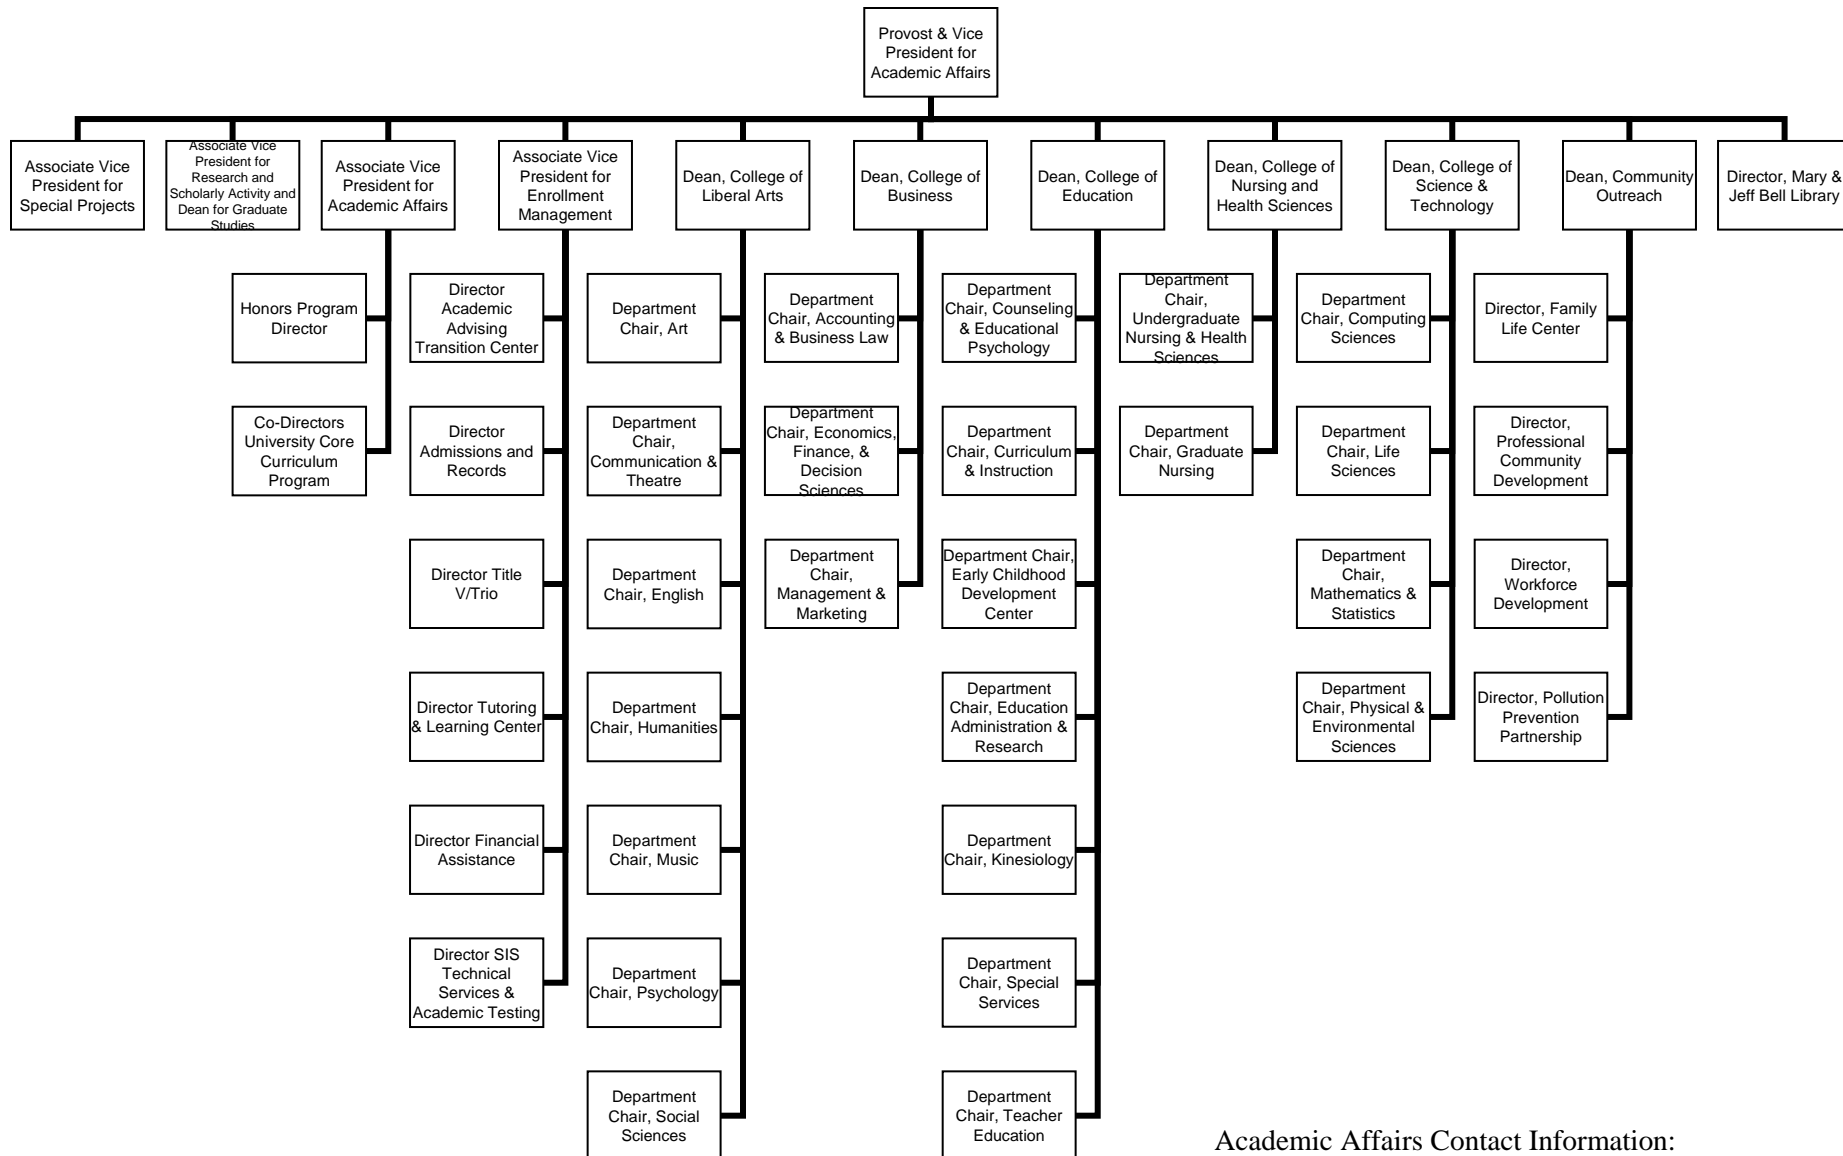 Provost & Vice
President for
Academic Affairs
Associate Vice
President for
Special Projects
Associate Vice
President for
Research and
Scholarly Activity and
Dean for Graduate
Studies
Associate Vice
President for
Academic Affairs
Associate Vice
President for
Enrollment
Management
Dean, College of
Liberal Arts
Dean, College of
Business
Dean, College of
Education
Dean, College of
Nursing and
Health Sciences
Dean, College of
Science &
Technology
Dean, Community
Outreach
Director, Mary &
Jeff Bell Library
Honors Program
Director
Director
Academic
Advising
Transition Center
Department
Chair, Art
Department
Chair, Accounting
& Business Law
Department
Chair, Counseling
& Educational
Psychology
Department
Chair,
Undergraduate
Nursing & Health
Sciences
Department
Chair, Computing
Sciences
Director, Family
Life Center
Co-Directors
University Core
Curriculum
Program
Director
Admissions and
Records
Department
Chair,
Communication &
Theatre
Department
Chair, Economics,
Finance, &
Decision
Sciences
Department
Chair, Curriculum
& Instruction
Department
Chair, Graduate
Nursing
Department
Chair, Life
Sciences
Director,
Professional
Community
Development
Director Title
V/Trio
Department
Chair, English
Department
Chair,
Management &
Marketing
Department Chair,
Early Childhood
Development
Center
Department
Chair,
Mathematics &
Statistics
Director,
Workforce
Development
Director Tutoring
& Learning Center
Department
Chair, Humanities
Department
Chair, Education
Administration &
Research
Department
Chair, Physical &
Environmental
Sciences
Director, Pollution
Prevention
Partnership
Director Financial
Assistance
Department
Chair, Music
Department
Chair, Kinesiology
Director SIS
Technical
Services &
Academic Testing
Department
Chair, Psychology
Department
Chair, Special
Services
Department
Chair, Social
Sciences
Department
Chair, Teacher
Education
Academic Affairs Contact Information: